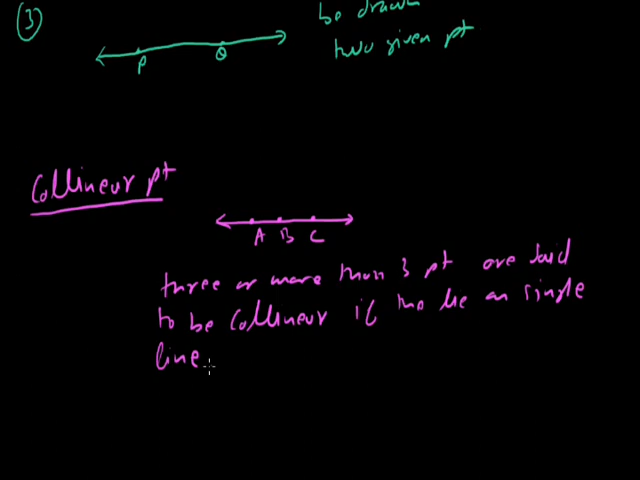 (3)
be drawn
two given pt
P Q
Collinear pt
A B C
three or more than 3 pt are said
to be Collinear if the lie on single
line.